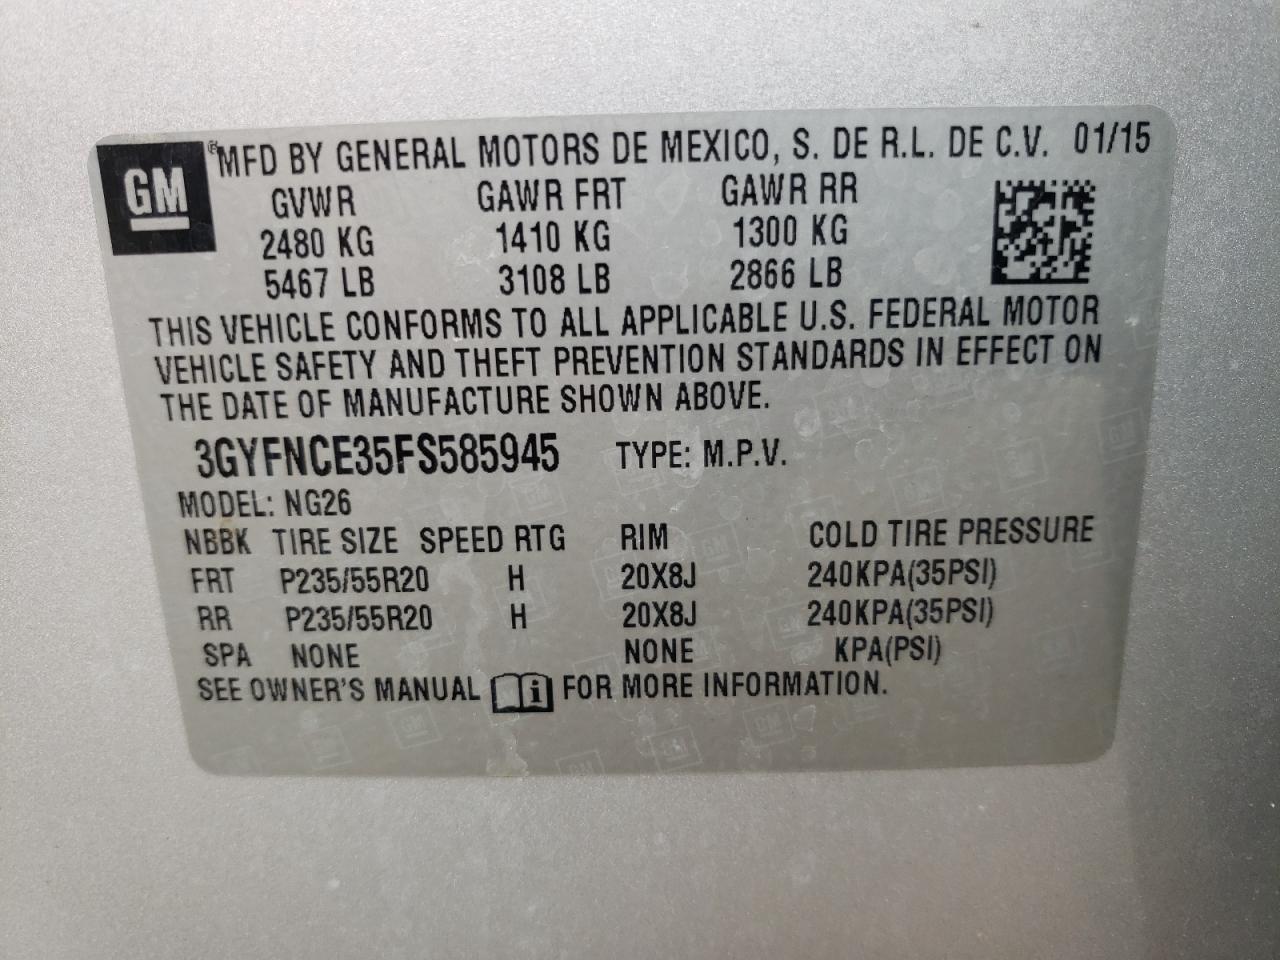 GM ® MFD BY GENERAL MOTORS DE MEXICO, S. DE R.L. DE C.V. 01/15
GVWR GAWR FRT GAWR RR
2480 KG 1410 KG 1300 KG
5467 LB 3108 LB 2866 LB
THIS VEHICLE CONFORMS TO ALL APPLICABLE U.S. FEDERAL MOTOR
VEHICLE SAFETY AND THEFT PREVENTION STANDARDS IN EFFECT ON
THE DATE OF MANUFACTURE SHOWN ABOVE.
3GYFNCE35FS585945 TYPE: M.P.V.
MODEL: NG26
NBBK TIRE SIZE SPEED RTG RIM COLD TIRE PRESSURE
FRT P235/55R20 H 20X8J 240KPA(35PSI)
RR P235/55R20 H 20X8J 240KPA(35PSI)
SPA NONE NONE KPA(PSI)
SEE OWNER'S MANUAL i FOR MORE INFORMATION.